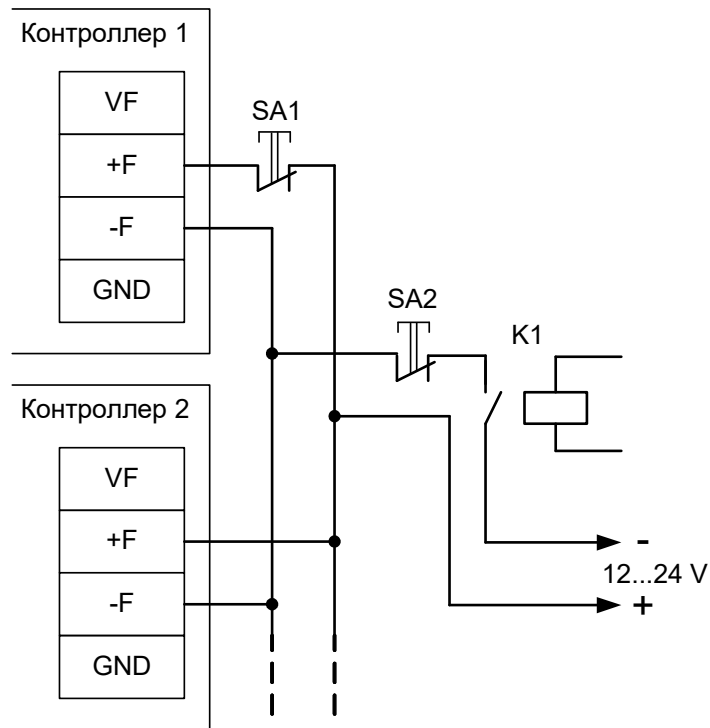 Контроллер 1
VF
+F
-F
GND
SA1
SA2
K1
Контроллер 2
VF
+F
-F
GND
-
12...24 V
+